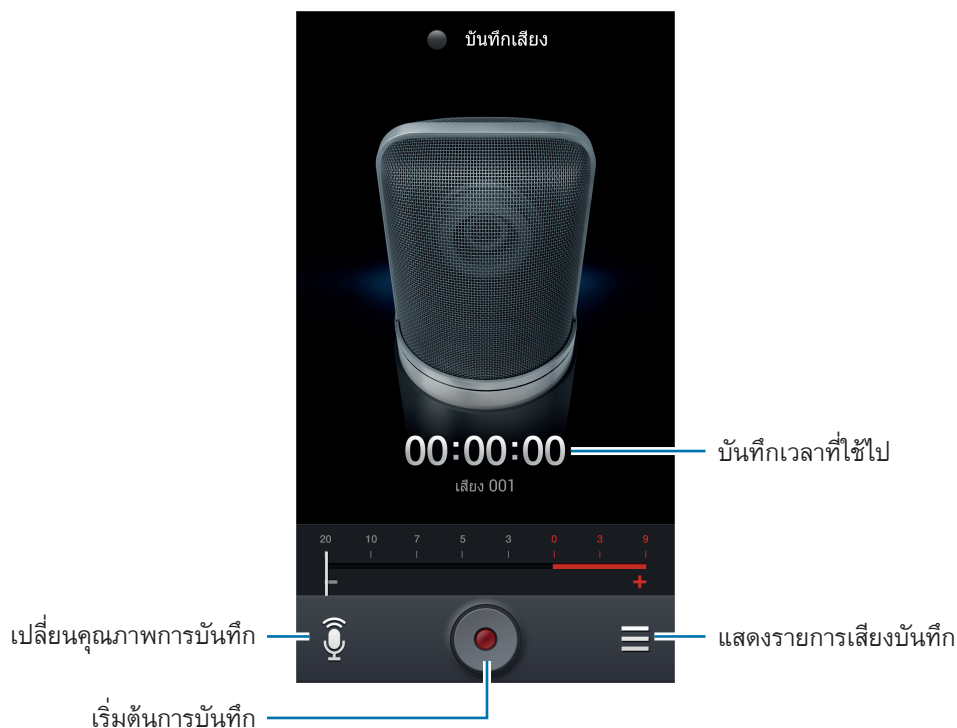 บันทึกเสียง
00:00:00
บันทึกเวลาที่ใช้ไป
เสียง 001
20 10 7 5 3 0 3 9
− +
เปลี่ยนคุณภาพการบันทึก
แสดงรายการเสียงบันทึก
เริ่มต้นการบันทึก